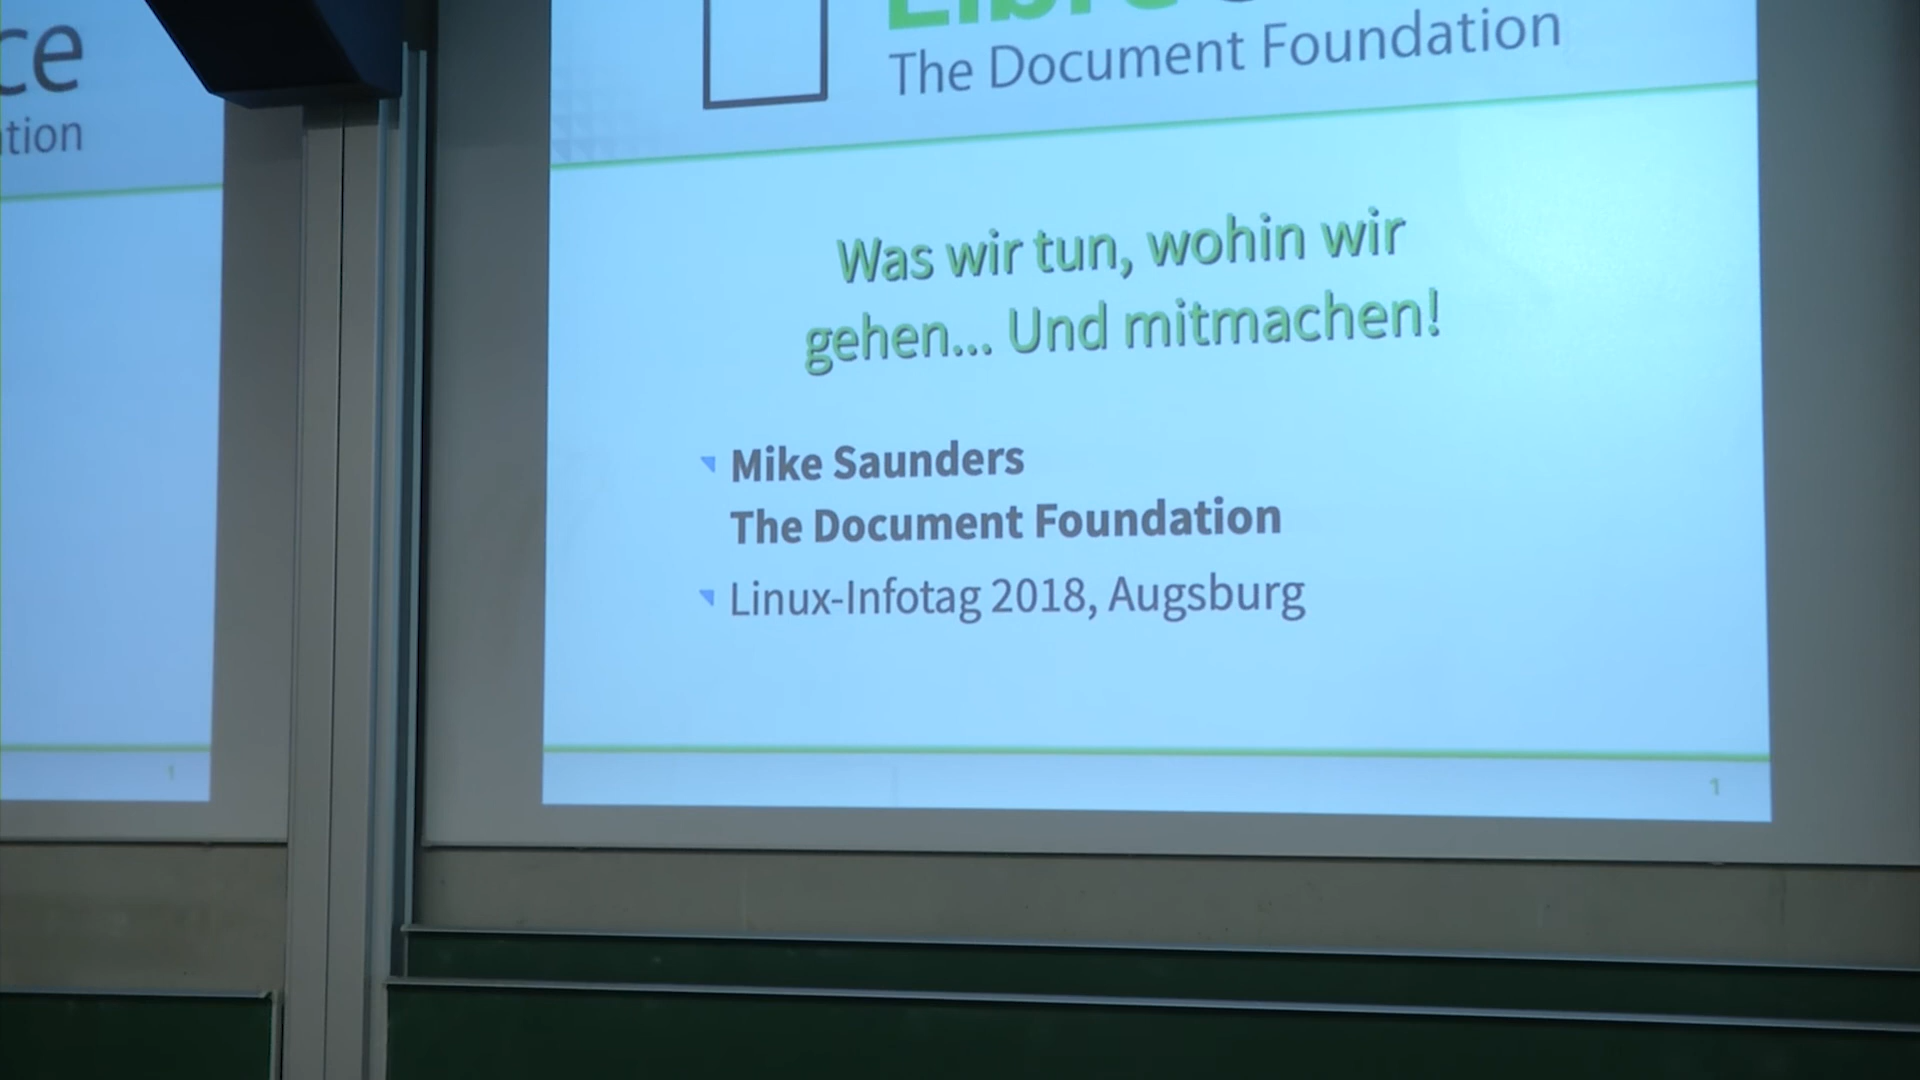 ce
tion
1
The Document Foundation
Was wir tun, wohin wir
gehen... Und mitmachen!
Mike Saunders
The Document Foundation
Linux-Infotag 2018, Augsburg
1